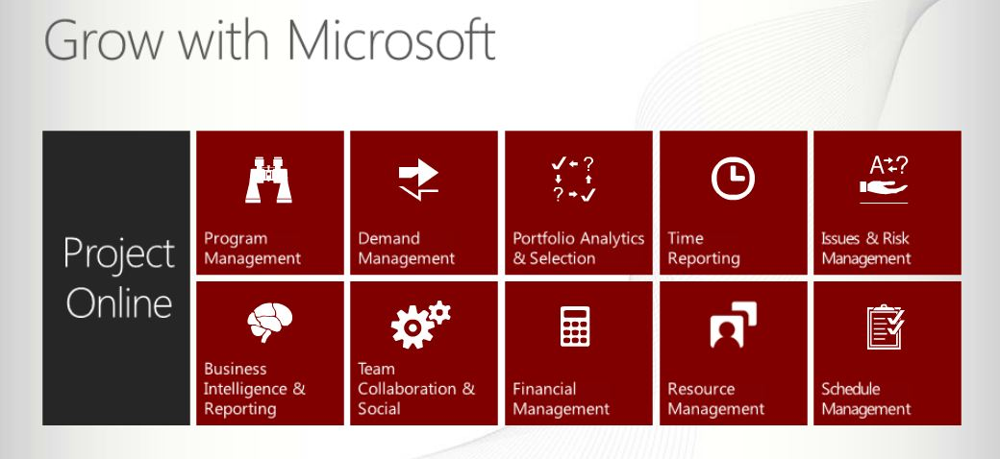 Grow with Microsoft
Project
Online
Program
Management
Demand
Management
Portfolio Analytics
& Selection
Time
Reporting
A ?
Issues & Risk
Management
Business
Intelligence &
Reporting
Team
Collaboration &
Social
Financial
Management
Resource
Management
Schedule
Management